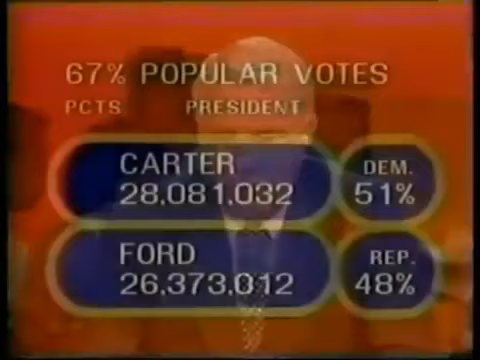 67% POPULAR VOTES
PCTS PRESIDENT
CARTER DEM.
28,081,032 51%
FORD REP.
26,373,012 48%